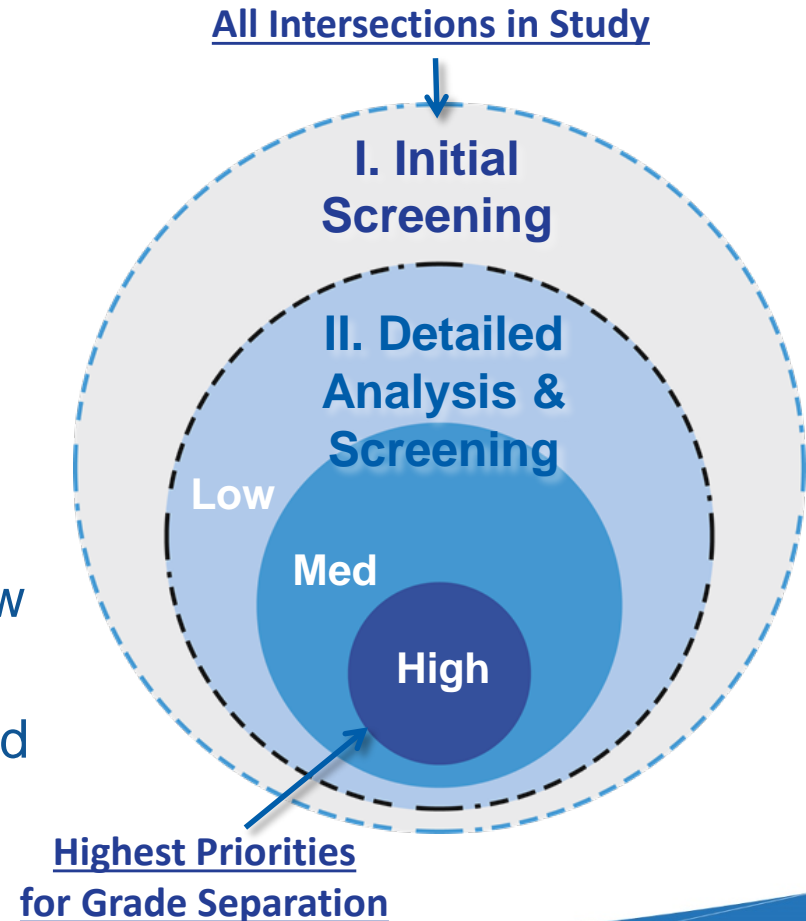 All Intersections in Study
I. Initial
Screening
II. Detailed
Analysis &
Screening
Low
Med
High
Highest Priorities
for Grade Separation